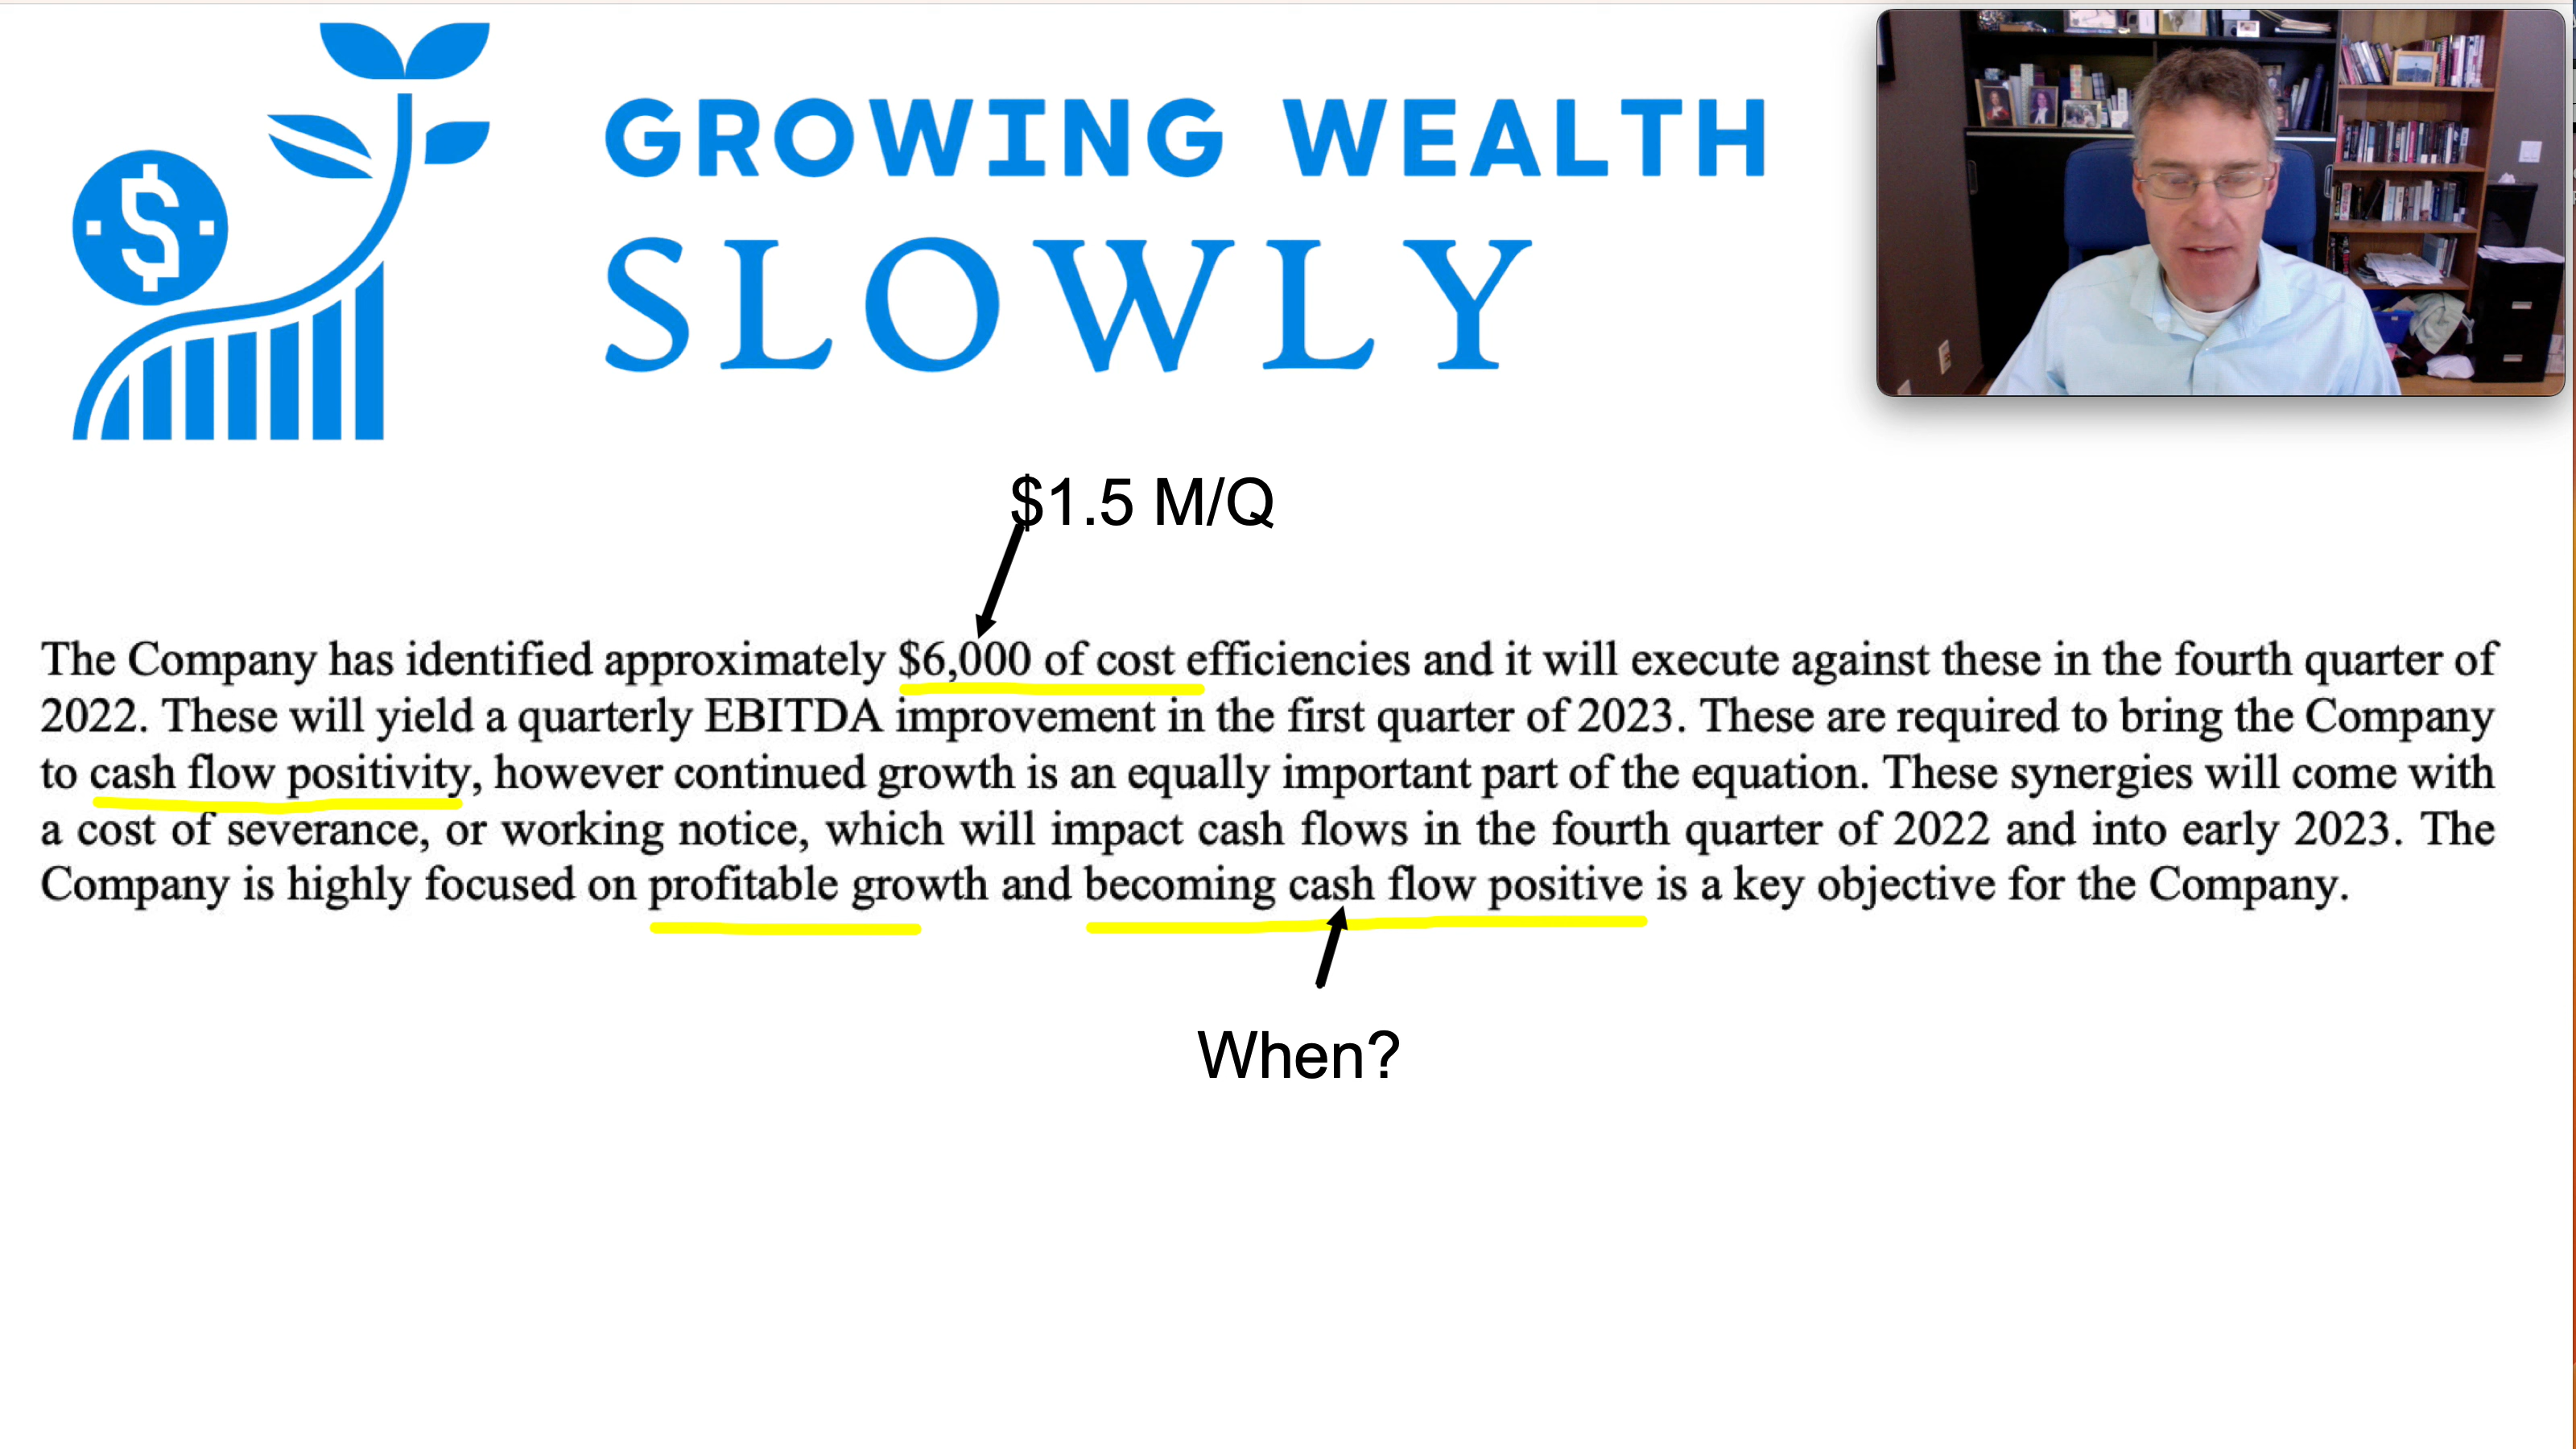 GROWING WEALTH
SLOWLY
$1.5 M/Q
The Company has identified approximately $6,000 of cost efficiencies and it will execute against these in the fourth quarter of
2022. These will yield a quarterly EBITDA improvement in the first quarter of 2023. These are required to bring the Company
to cash flow positivity, however continued growth is an equally important part of the equation. These synergies will come with
a cost of severance, or working notice, which will impact cash flows in the fourth quarter of 2022 and into early 2023. The
Company is highly focused on profitable growth and becoming cash flow positive is a key objective for the Company.
When?